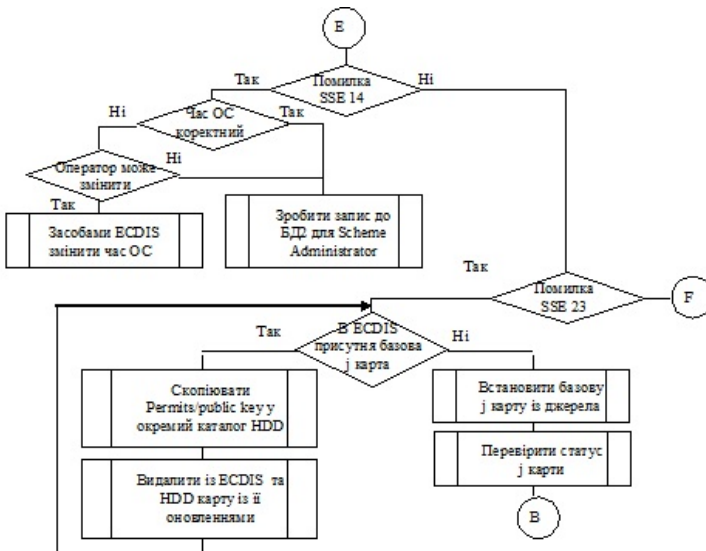 E
Так
Помилка
SSE 14
Ні
Ні
Час ОС
коректний
Так
Оператор може
змінити
Ні
Так
Засобами ECDIS
змінити час ОС
Зробити запис до
БД2 для Scheme
Administrator
Так
Помилка
SSE 23
F
Так
В ECDIS
присутня базова
j карта
Ні
Скопіювати
Permits/public key у
окремий каталог HDD
Встановити базову
j карту із джерела
Видалити із ECDIS та
HDD карту із її
оновленнями
Перевірити статус
j карти
B